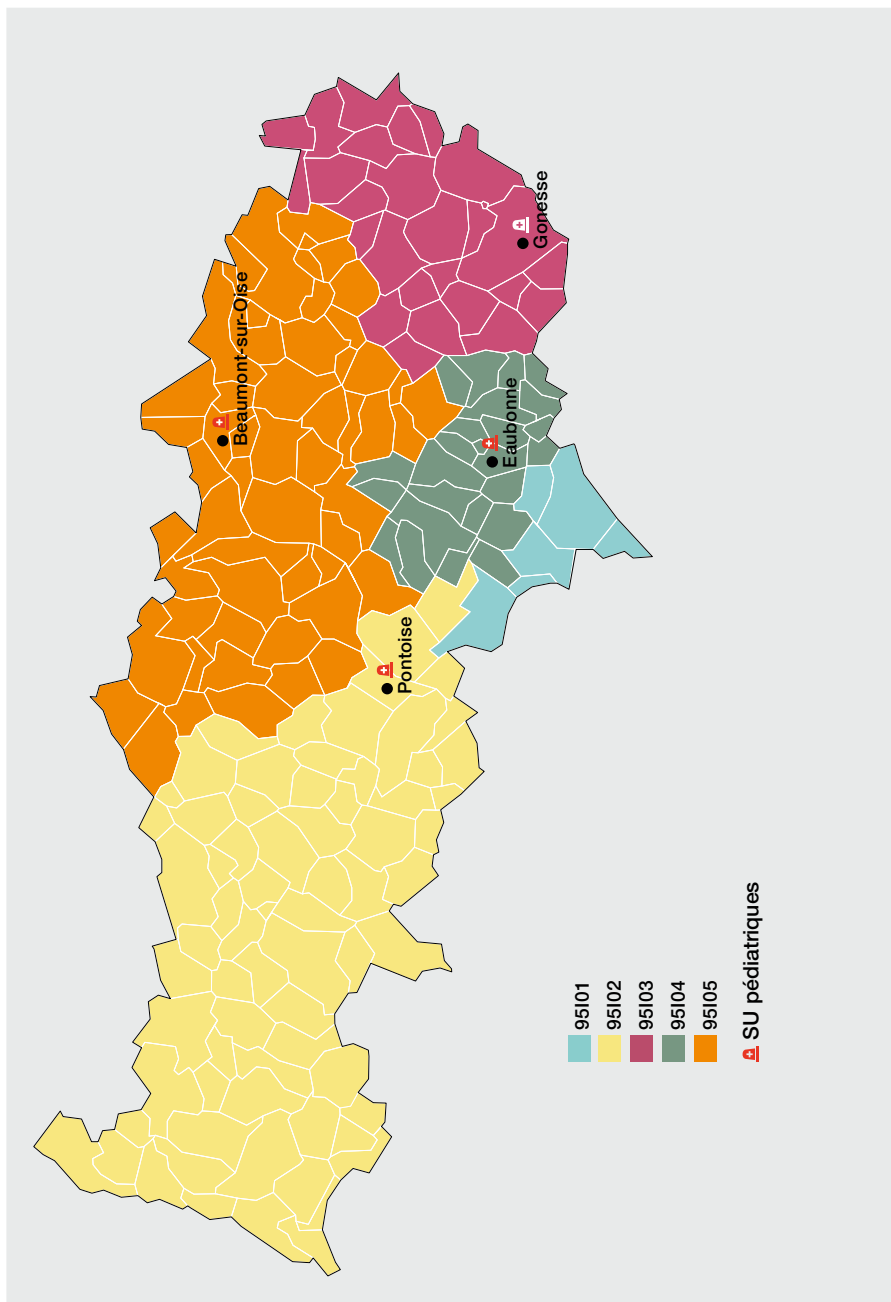 Beaumont-sur-Oise
Gonesse
Eaubonne
Pontoise
95I01
95I02
95I03
95I04
95I05
SU pédiatriques